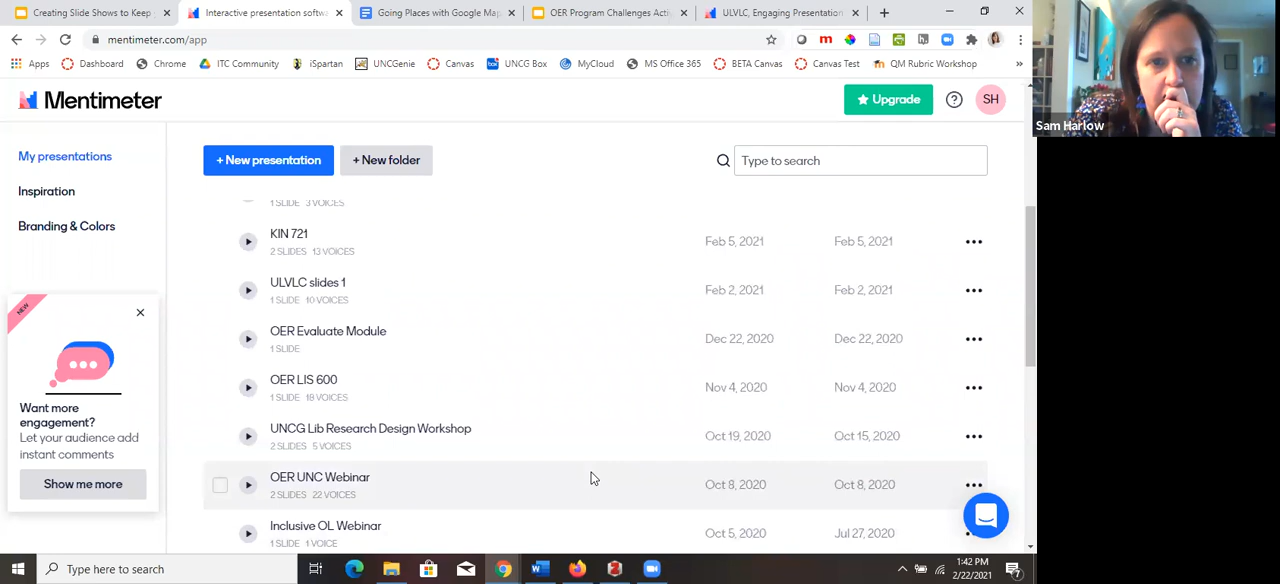 Creating Slide Shows to Keep
Interactive presentation softwa
Going Places with Google Map
OER Program Challenges Acti
ULVLC, Engaging Presentation
mentimeter.com/app
Apps
Dashboard
Chrome
ITC Community
iSpartan
UNCGenie
Canvas
UNCG Box
MyCloud
MS Office 365
BETA Canvas
Canvas Test
QM Rubric Workshop
Mentimeter
Upgrade
SH
Sam Harlow
My presentations
Inspiration
Branding & Colors
+ New presentation
+ New folder
Type to search
1 SLIDE 3 VOICES
KIN 721
2 SLIDES 13 VOICES
Feb 5, 2021
Feb 5, 2021
ULVLC slides 1
1 SLIDE 10 VOICES
Feb 2, 2021
Feb 2, 2021
OER Evaluate Module
1 SLIDE
Dec 22, 2020
Dec 22, 2020
OER LIS 600
1 SLIDE 18 VOICES
Nov 4, 2020
Nov 4, 2020
UNCG Lib Research Design Workshop
2 SLIDES 5 VOICES
Oct 19, 2020
Oct 15, 2020
OER UNC Webinar
2 SLIDES 22 VOICES
Oct 8, 2020
Oct 8, 2020
Inclusive OL Webinar
1 SLIDE 1 VOICE
Oct 5, 2020
Jul 27, 2020
NEW
Want more
engagement?
Let your audience add
instant comments
Show me more
Type here to search
1:42 PM
2/22/2021
7